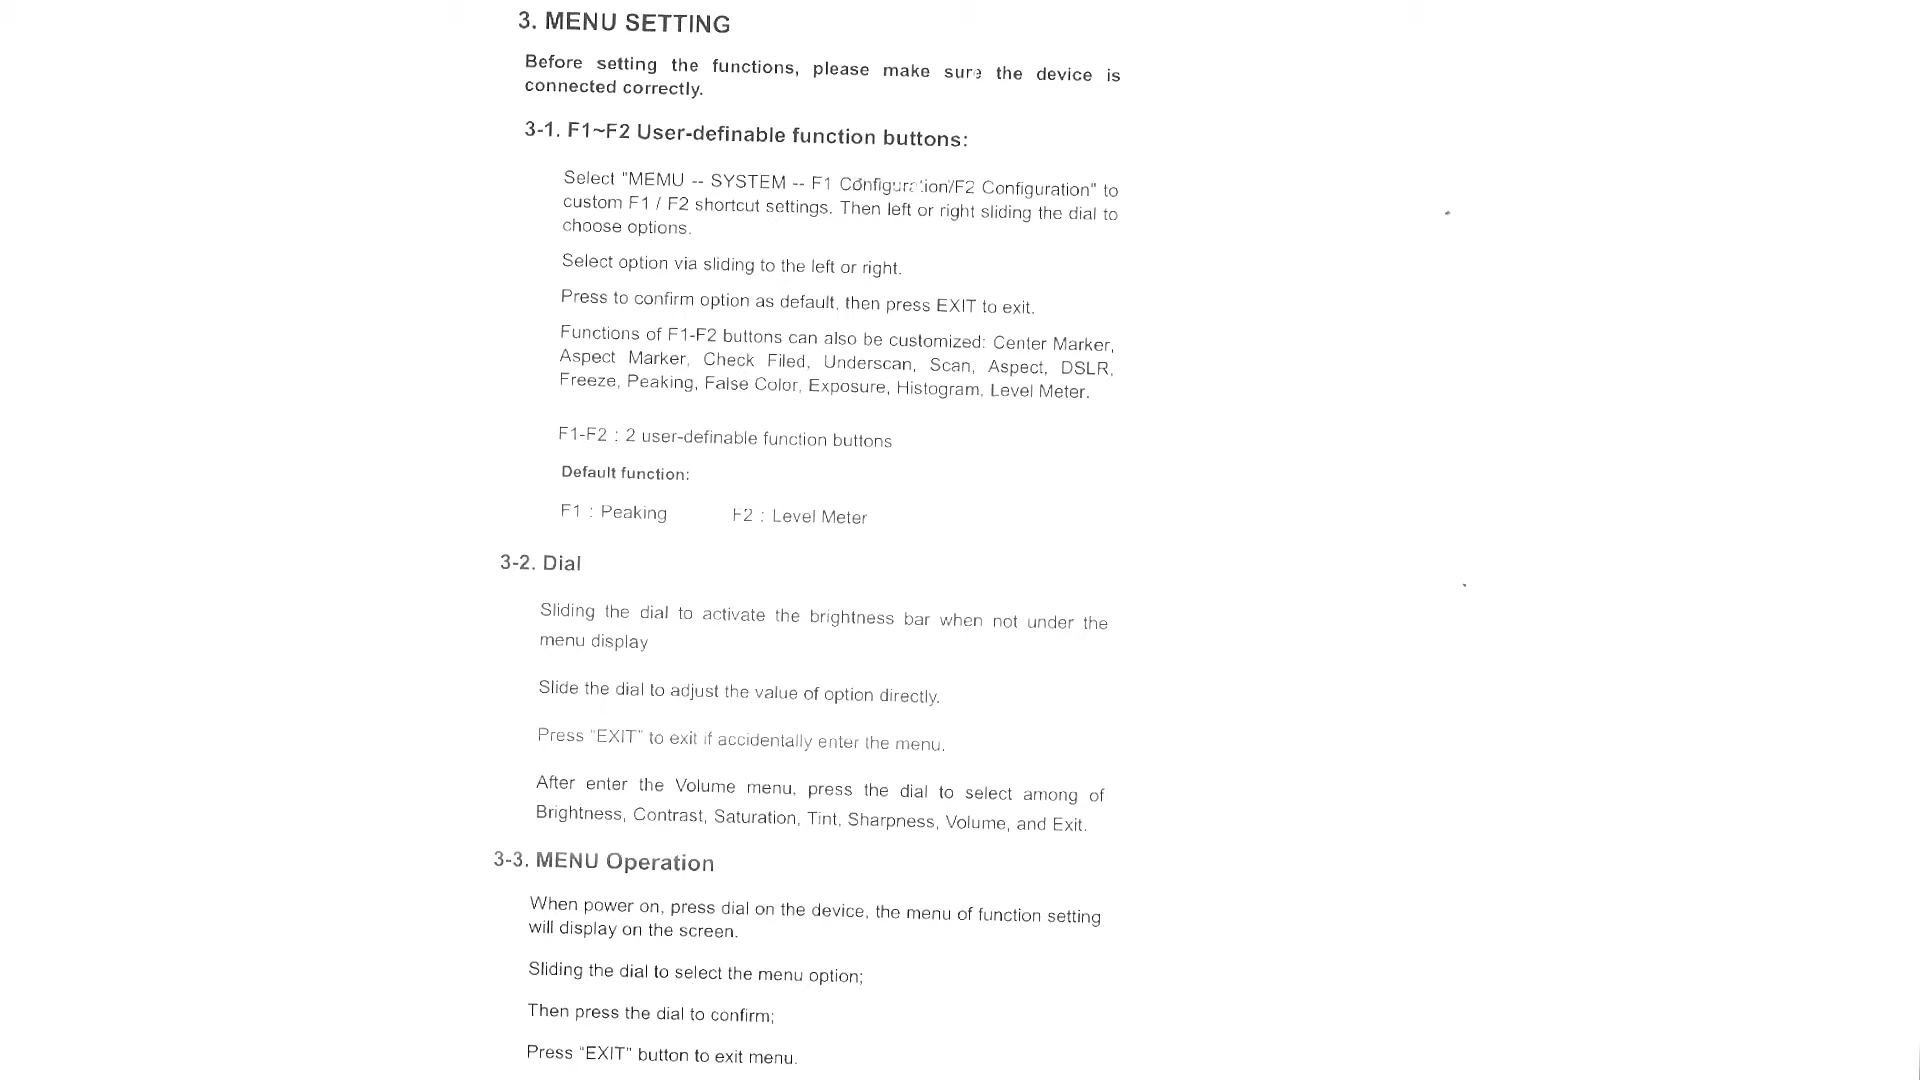 3. MENU SETTING
Before setting the functions, please make sure the device is
connected correctly.
3-1. F1~F2 User-definable function buttons:
Select "MEMU -- SYSTEM -- F1 Configuration/F2 Configuration" to
custom F1 / F2 shortcut settings. Then left or right sliding the dial to
choose options.
Select option via sliding to the left or right.
Press to confirm option as default, then press EXIT to exit.
Functions of F1-F2 buttons can also be customized: Center Marker,
Aspect Marker, Check Filed, Underscan, Scan, Aspect, DSLR,
Freeze, Peaking, False Color, Exposure, Histogram, Level Meter.
F1-F2 : 2 user-definable function buttons
Default function:
F1 : Peaking F2 : Level Meter
3-2. Dial
Sliding the dial to activate the brightness bar when not under the
menu display
Slide the dial to adjust the value of option directly.
Press “EXIT” to exit if accidentally enter the menu.
After enter the Volume menu, press the dial to select among of
Brightness, Contrast, Saturation, Tint, Sharpness, Volume, and Exit.
3-3. MENU Operation
When power on, press dial on the device, the menu of function setting
will display on the screen.
Sliding the dial to select the menu option;
Then press the dial to confirm;
Press “EXIT” button to exit menu.